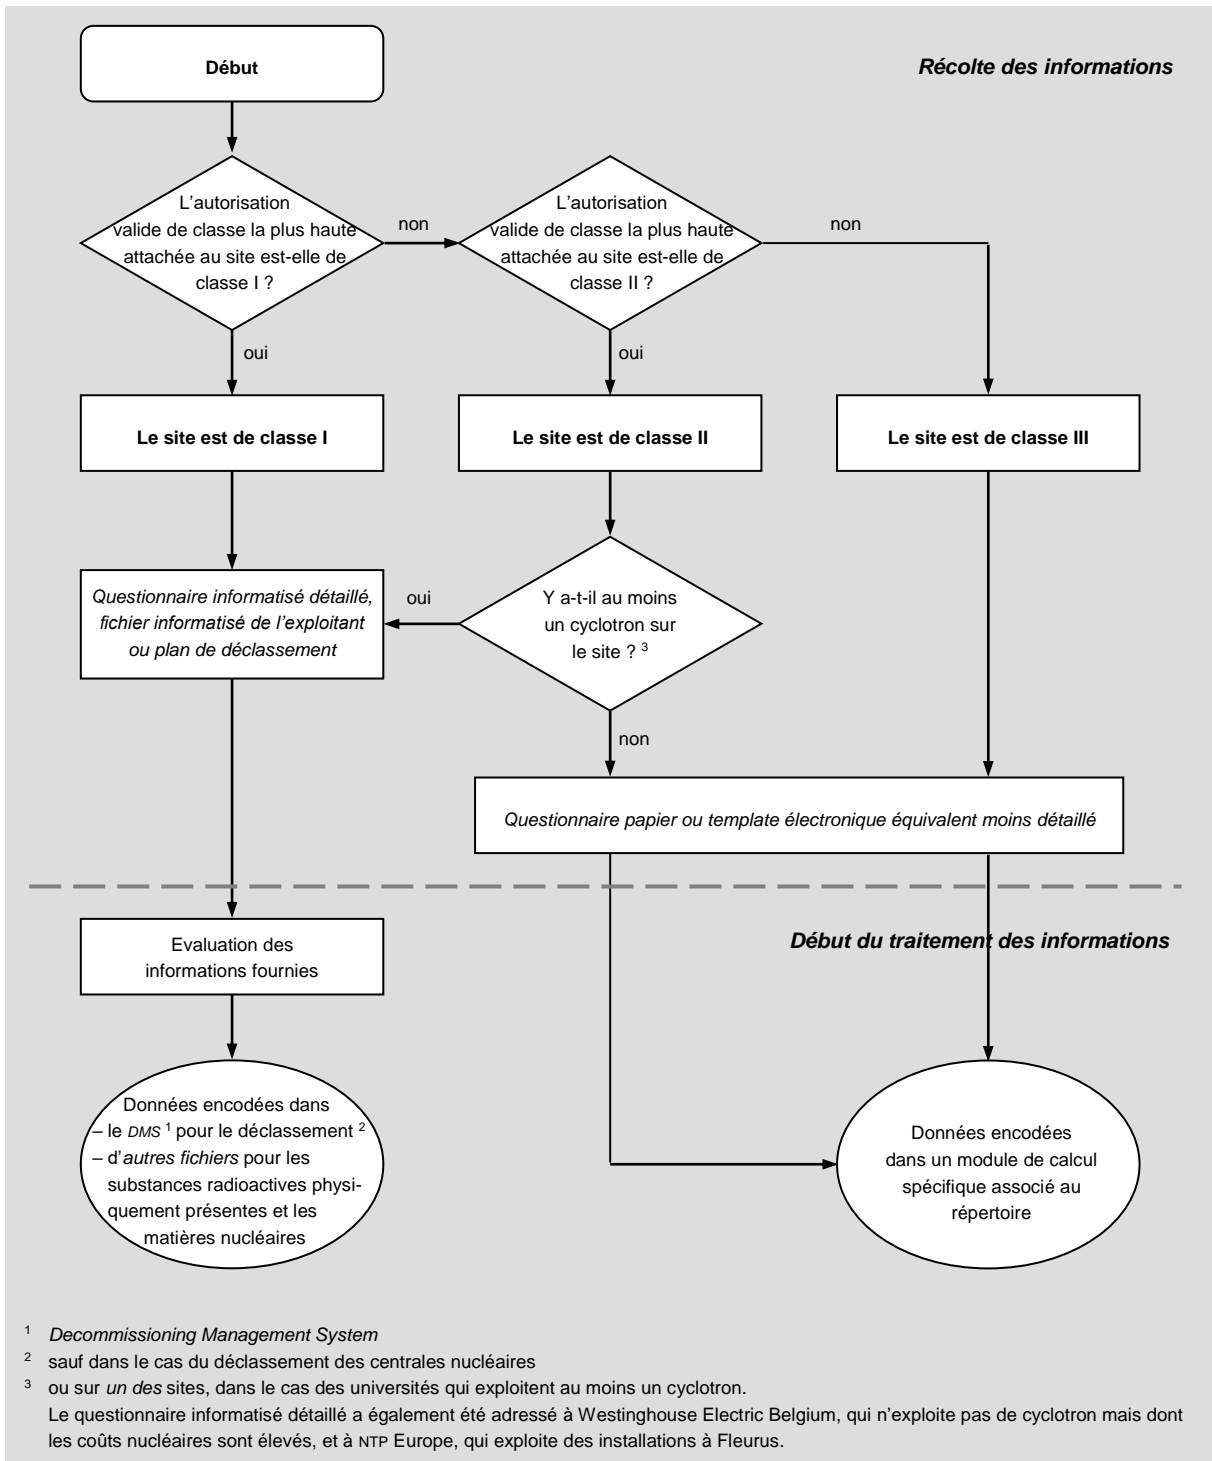 Début
Récolte des informations
L'autorisation
valide de classe la plus haute
attachée au site est-elle de
classe I ?
non
L'autorisation
valide de classe la plus haute
attachée au site est-elle de
classe II ?
non
oui
oui
Le site est de classe I
Le site est de classe II
Le site est de classe III
Questionnaire informatisé détaillé,
fichier informatisé de l'exploitant
ou plan de déclassement
oui
Y a-t-il au moins
un cyclotron sur
le site ? 3
non
Questionnaire papier ou template électronique équivalent moins détaillé
Evaluation des
informations fournies
Début du traitement des informations
Données encodées dans
– le DMS 1 pour le déclassement 2
– d'autres fichiers pour les
substances radioactives physi-
quement présentes et les
matières nucléaires
Données encodées
dans un module de calcul
spécifique associé au
répertoire
1 Decommissioning Management System
2 sauf dans le cas du déclassement des centrales nucléaires
3 ou sur un des sites, dans le cas des universités qui exploitent au moins un cyclotron.
Le questionnaire informatisé détaillé a également été adressé à Westinghouse Electric Belgium, qui n'exploite pas de cyclotron mais dont
les coûts nucléaires sont élevés, et à NTP Europe, qui exploite des installations à Fleurus.